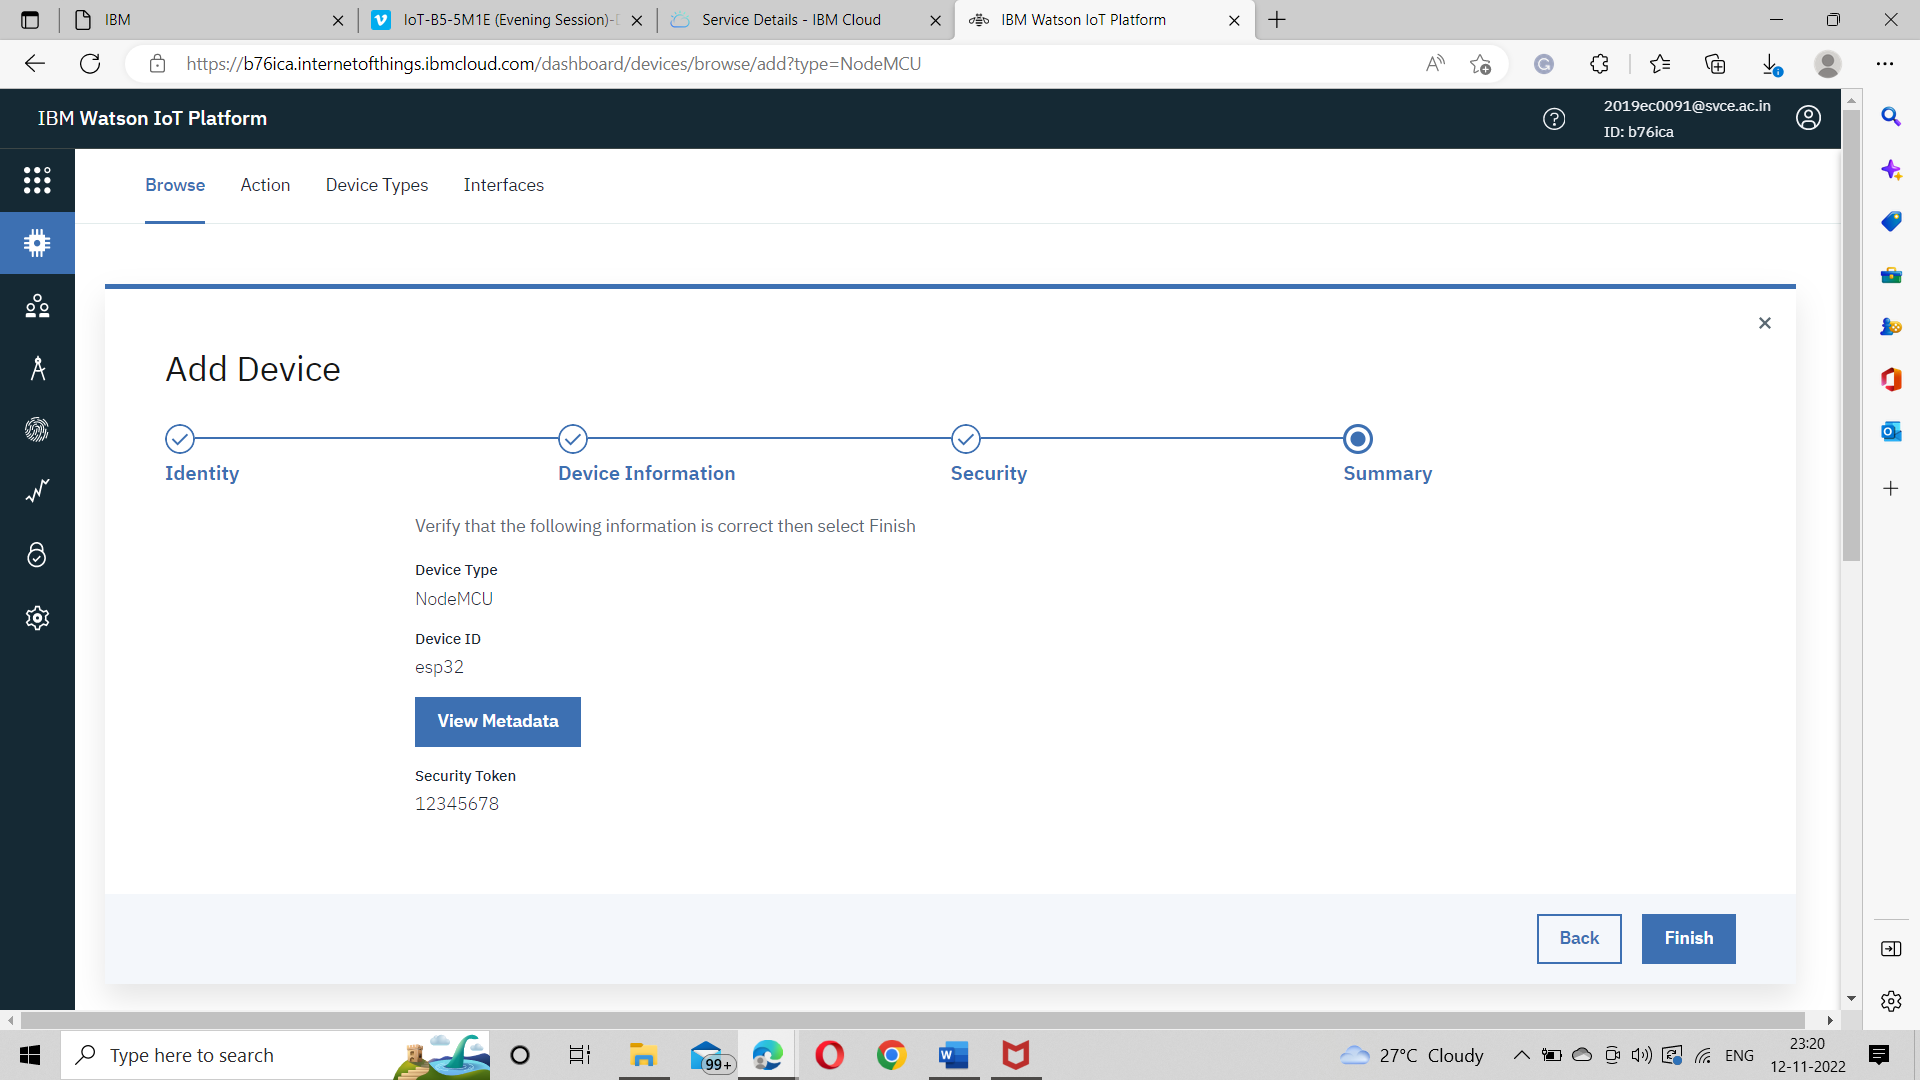 IBM
IoT-B5-5M1E (Evening Session)-
Service Details - IBM Cloud
IBM Watson IoT Platform
https://b76ica.internetofthings.ibmcloud.com/dashboard/devices/browse/add?type=NodeMCU
IBM Watson IoT Platform
2019ec0091@svce.ac.in
ID: b76ica
Browse
Action
Device Types
Interfaces
Add Device
Identity
Device Information
Security
Summary
Verify that the following information is correct then select Finish
Device Type
NodeMCU
Device ID
esp32
View Metadata
Security Token
12345678
Back
Finish
Type here to search
99+
27°C Cloudy
ENG
23:20
12-11-2022